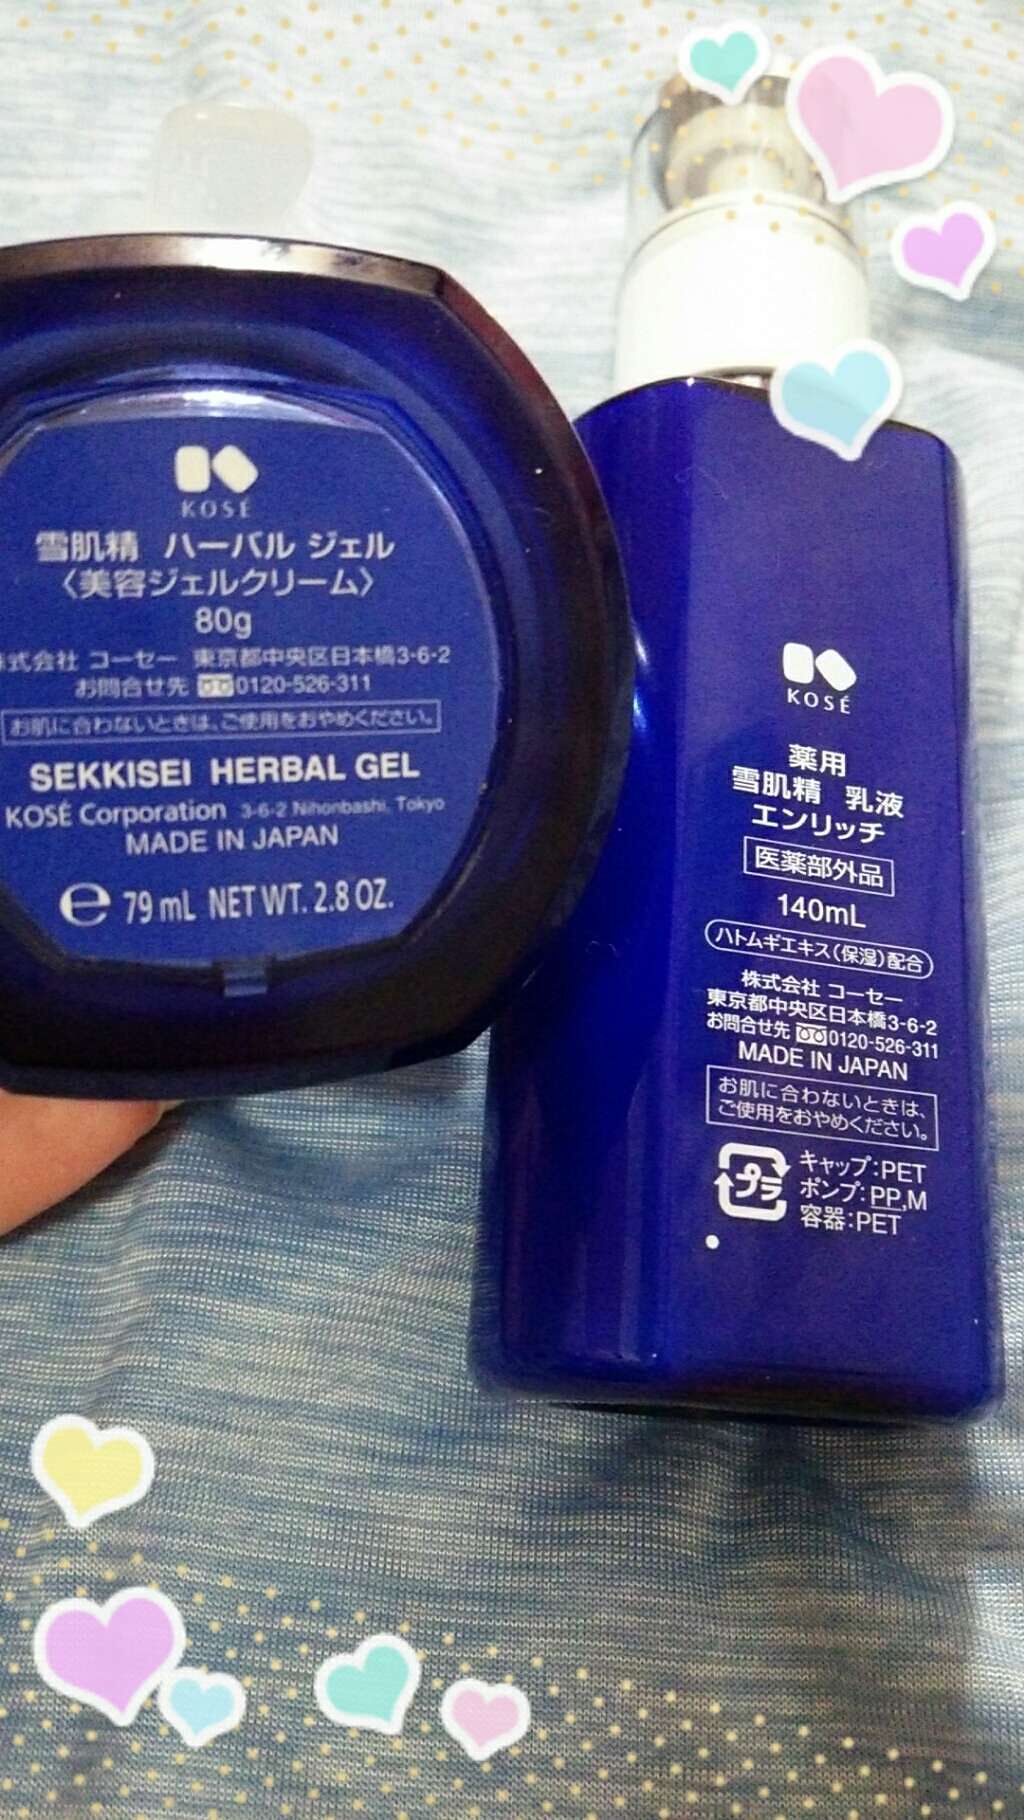 KOSÉ
雪肌精 ハーバル ジェル
〈美容ジェルクリーム〉
80g
式会社 コーセー 東京都中央区日本橋3-6-2
お問合せ先 0120-526-311
お肌に合わないときは、ご使用をおやめください。
SEKKISEI HERBAL GEL
KOSÉ Corporation 3-6-2 Nihonbashi, Tokyo
MADE IN JAPAN
℮ 79 mL NET WT. 2.8 OZ.
KOSÉ
薬用
雪肌精 乳液
エンリッチ
医薬部外品
140mL
ハトムギエキス(保湿)配合
株式会社 コーセー
東京都中央区日本橋3-6-2
お問合せ先 0120-526-311
MADE IN JAPAN
お肌に合わないときは、
ご使用をおやめください。
プラ
キャップ:PET
ポンプ:PP,M
容器:PET